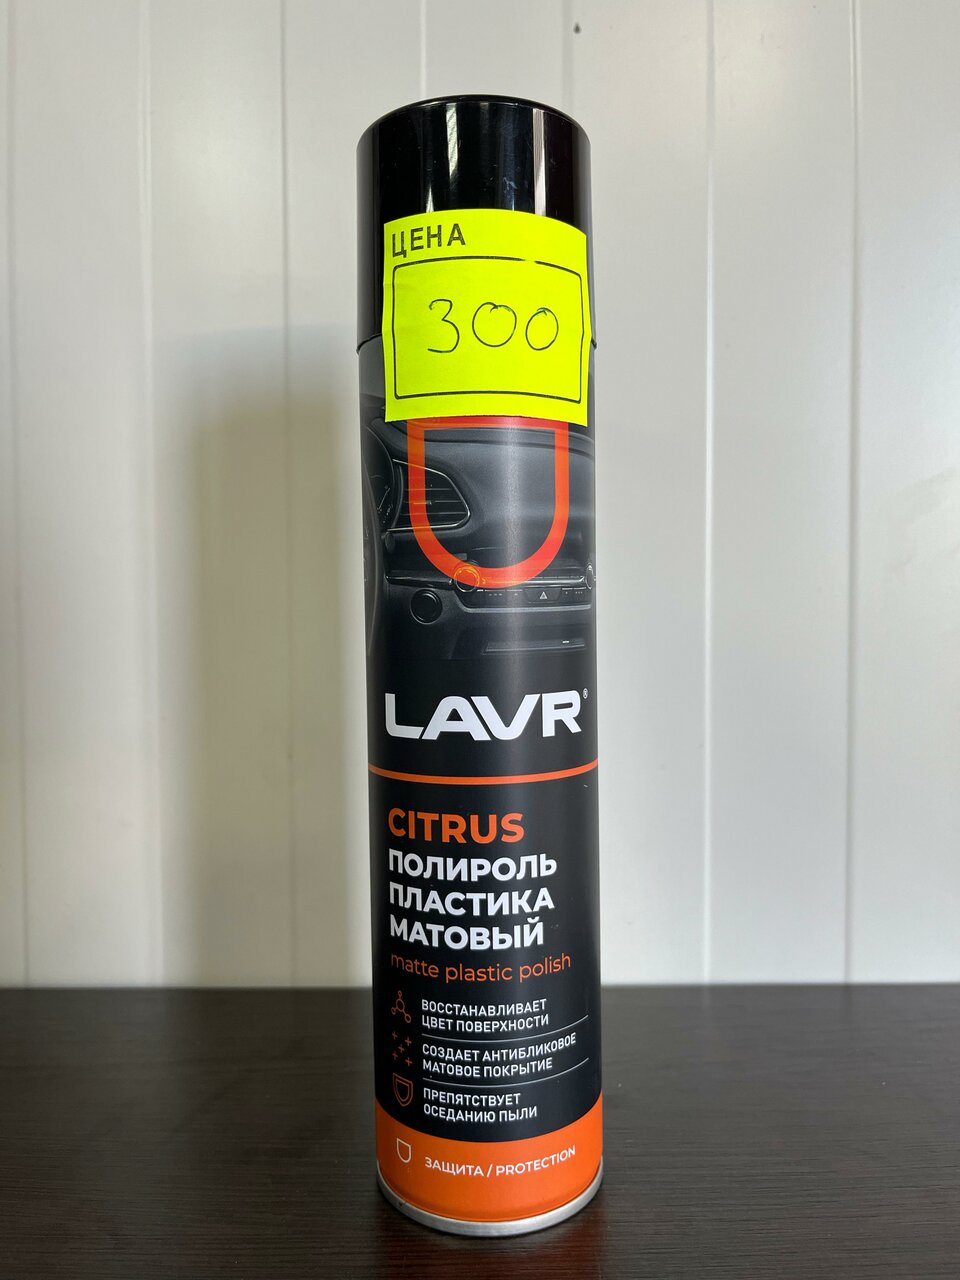 ЦЕНА
300
LAVR®
CITRUS
ПОЛИРОЛЬ
ПЛАСТИКА
МАТОВЫЙ
matte plastic polish
ВОССТАНАВЛИВАЕТ
ЦВЕТ ПОВЕРХНОСТИ
СОЗДАЕТ АНТИБЛИКОВОЕ
МАТОВОЕ ПОКРЫТИЕ
ПРЕПЯТСТВУЕТ
ОСЕДАНИЮ ПЫЛИ
ЗАЩИТА / PROTECTION